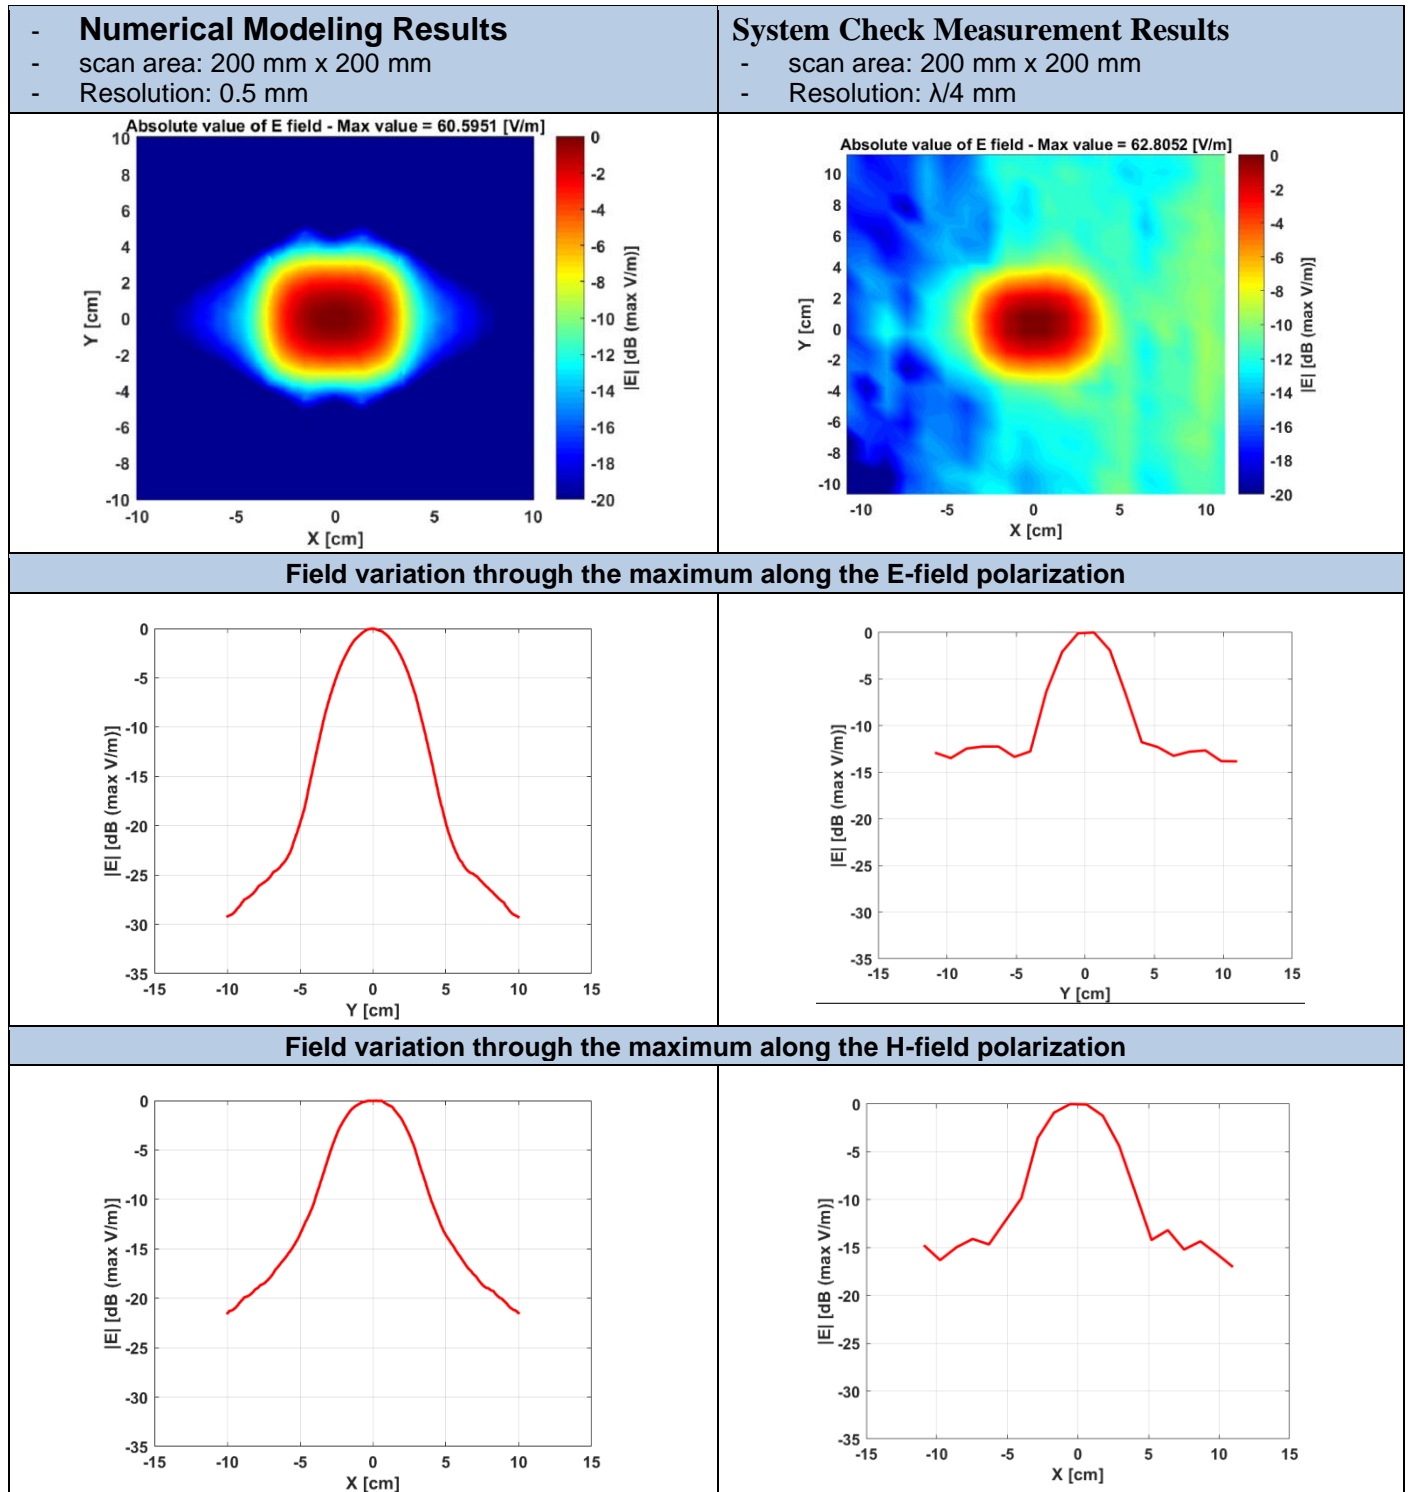 - Numerical Modeling Results
- scan area: 200 mm x 200 mm
- Resolution: 0.5 mm
System Check Measurement Results
- scan area: 200 mm x 200 mm
- Resolution: λ/4 mm
Absolute value of E field - Max value = 60.5951 [V/m]
10
8
6
4
2
0
-2
-4
-6
-8
-10
Y [cm]
-10 -5 0 5 10
X [cm]
0
-2
-4
-6
-8
-10
-12
-14
-16
-18
-20
|E| [dB (max V/m)]
Absolute value of E field - Max value = 62.8052 [V/m]
10
8
6
4
2
0
-2
-4
-6
-8
-10
Y [cm]
-10 -5 0 5 10
X [cm]
0
-2
-4
-6
-8
-10
-12
-14
-16
-18
-20
|E| [dB (max V/m)]
Field variation through the maximum along the E-field polarization
0
-5
-10
-15
-20
-25
-30
-35
|E| [dB (max V/m)]
-15 -10 -5 0 5 10 15
Y [cm]
0
-5
-10
-15
-20
-25
-30
-35
|E| [dB (max V/m)]
-15 -10 -5 0 5 10 15
Y [cm]
Field variation through the maximum along the H-field polarization
0
-5
-10
-15
-20
-25
-30
-35
|E| [dB (max V/m)]
-15 -10 -5 0 5 10 15
X [cm]
0
-5
-10
-15
-20
-25
-30
-35
|E| [dB (max V/m)]
-15 -10 -5 0 5 10 15
X [cm]